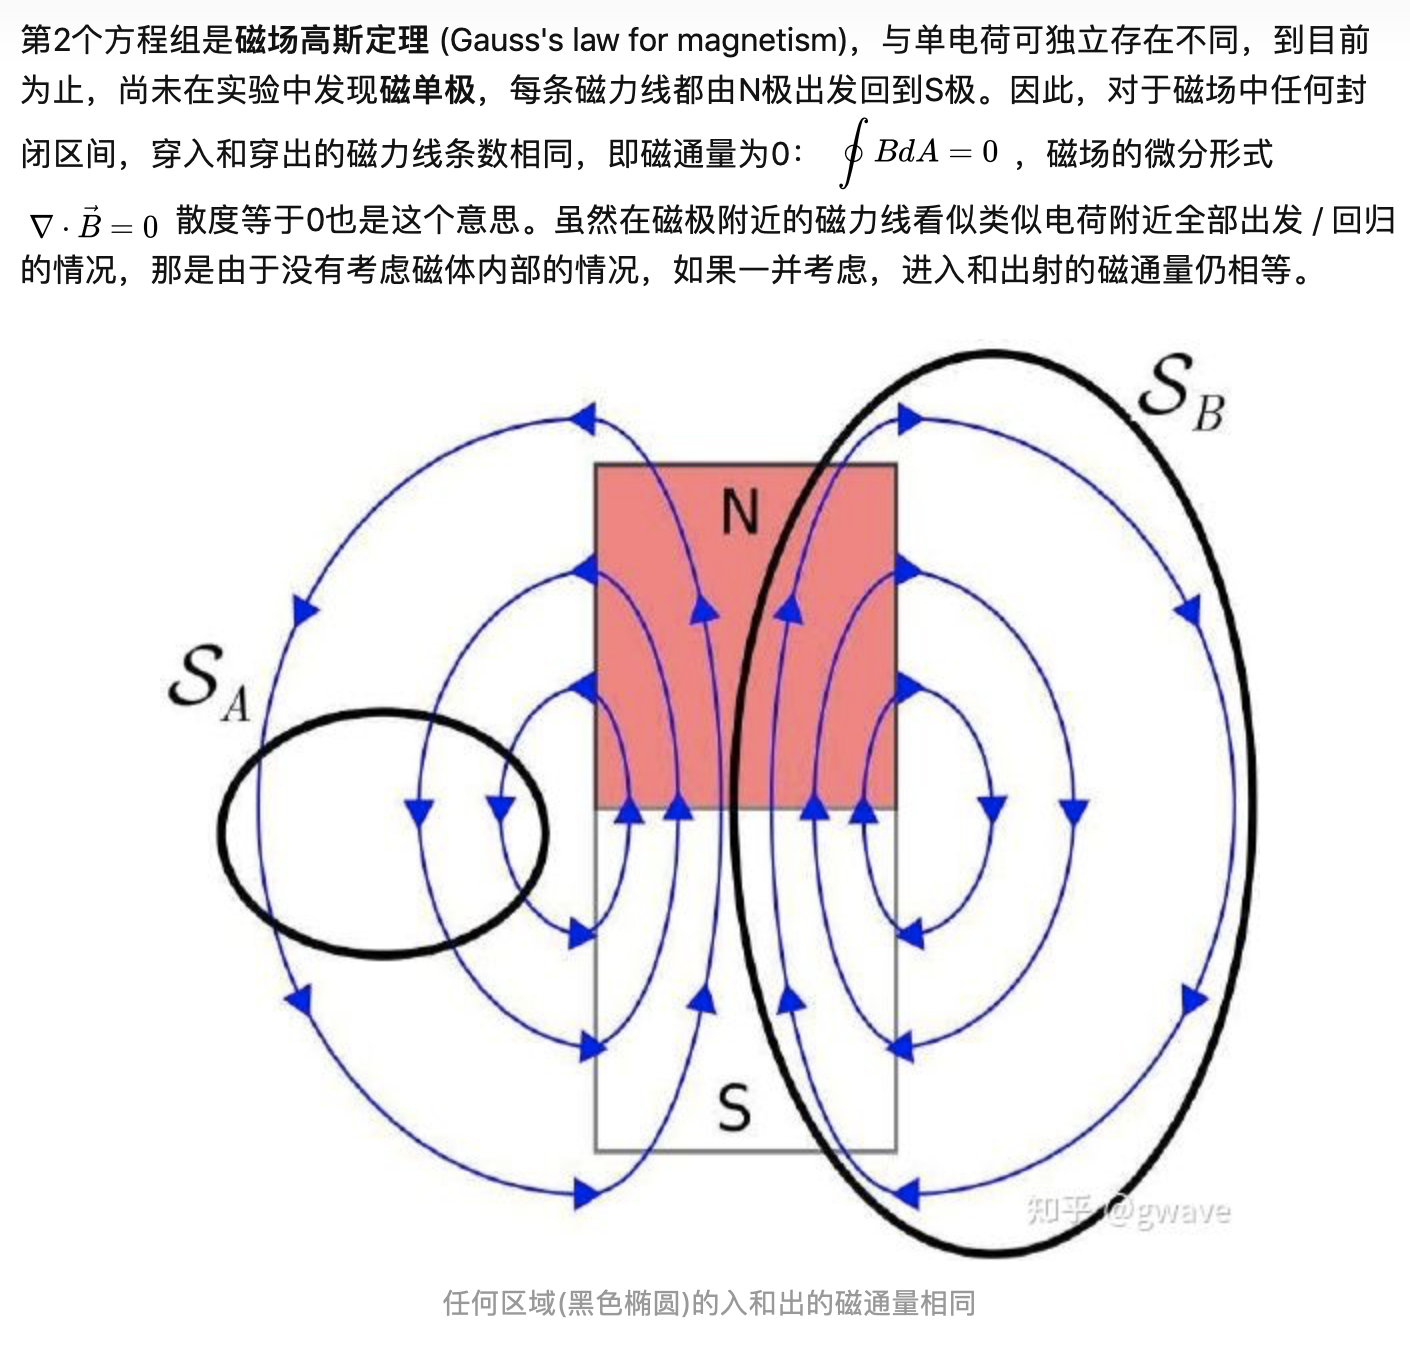 第2个方程组是磁场高斯定理 (Gauss's law for magnetism)，与单电荷可独立存在不同，到目前
为止，尚未在实验中发现磁单极，每条磁力线都由N极出发回到S极。因此，对于磁场中任何封
闭区间，穿入和穿出的磁力线条数相同，即磁通量为0： ∮ BdA = 0 ，磁场的微分形式
∇ · B⃗ = 0 散度等于0也是这个意思。虽然在磁极附近的磁力线看似类似电荷附近全部出发 / 回归
的情况，那是由于没有考虑磁体内部的情况，如果一并考虑，进入和出射的磁通量仍相等。
S_B
N
S_A
S
知乎 @gwave
任何区域(黑色椭圆)的入和出的磁通量相同